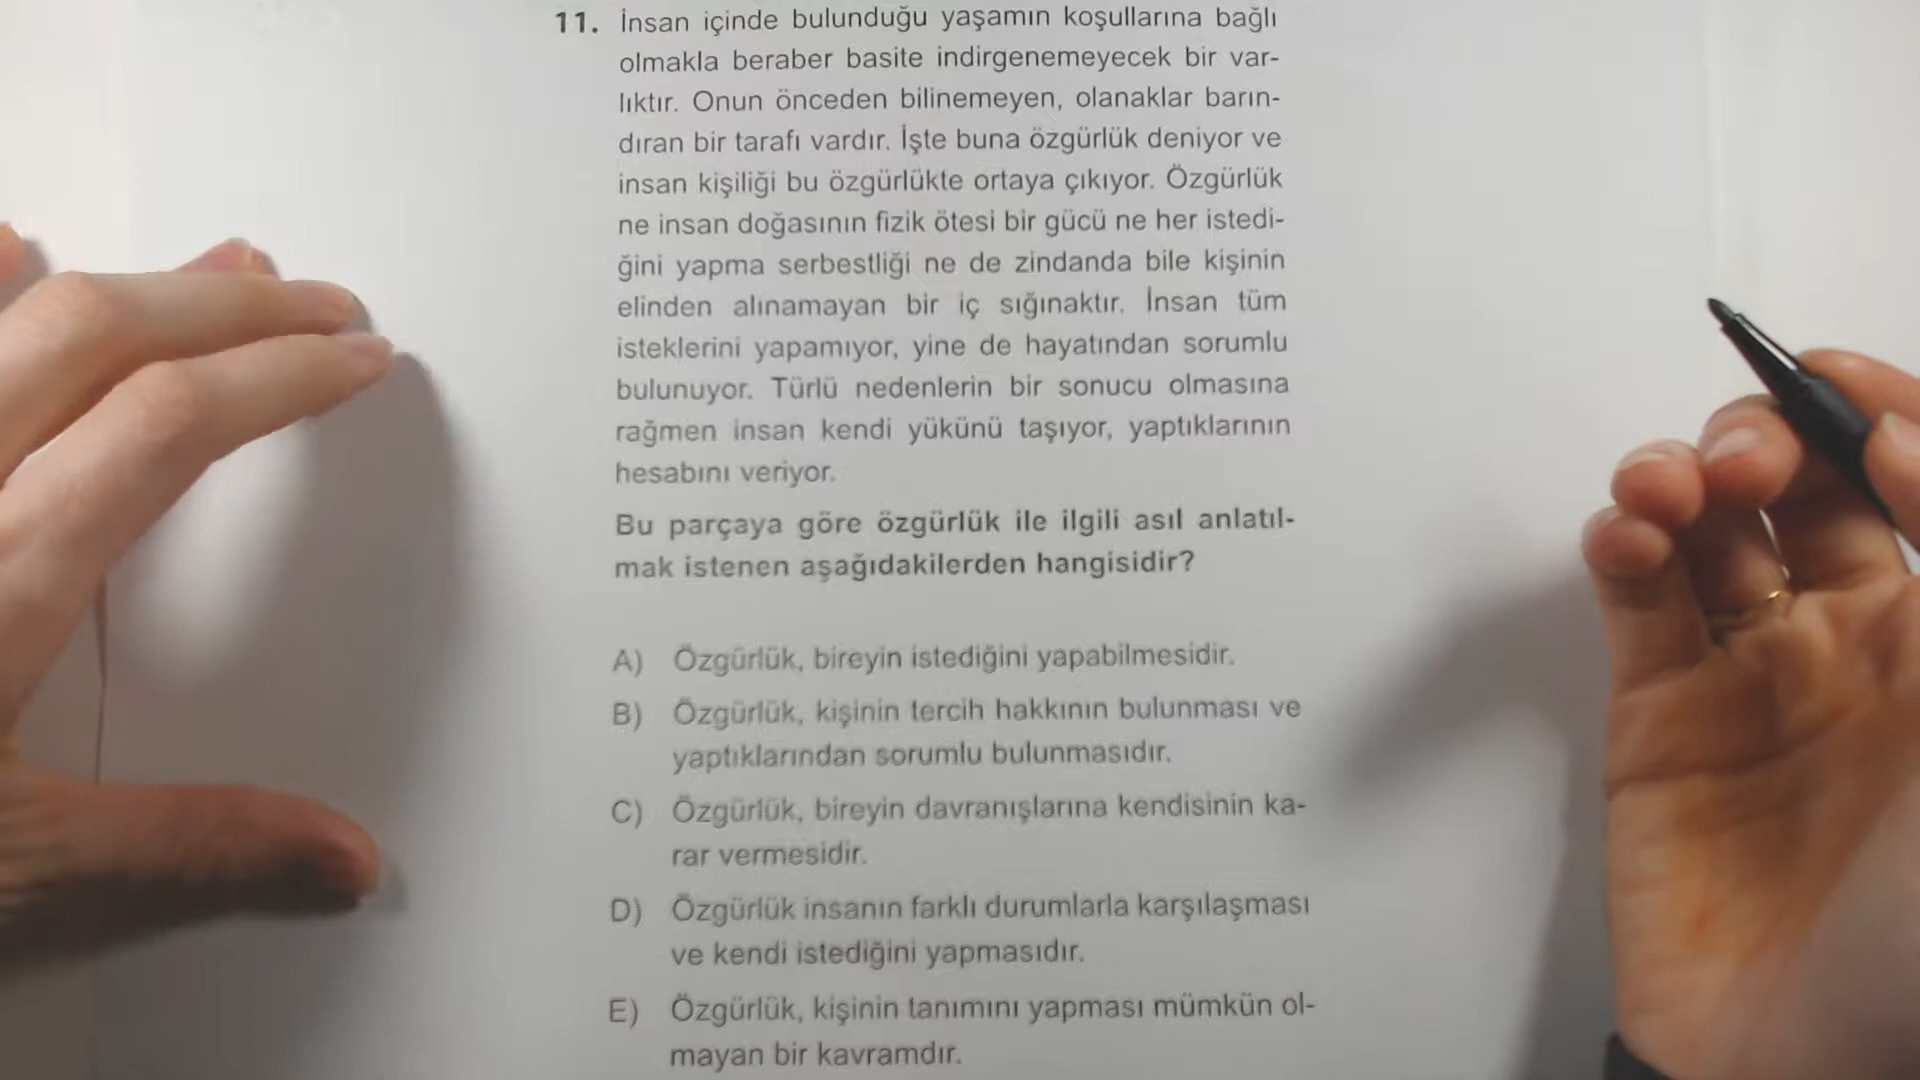 11. İnsan içinde bulunduğu yaşamın koşullarına bağlı
olmakla beraber basite indirgenemeyecek bir var-
lıktır. Onun önceden bilinemeyen, olanaklar barın-
dıran bir tarafı vardır. İşte buna özgürlük deniyor ve
insan kişiliği bu özgürlükte ortaya çıkıyor. Özgürlük
ne insan doğasının fizik ötesi bir gücü ne her istedi-
ğini yapma serbestliği ne de zindanda bile kişinin
elinden alınamayan bir iç sığınaktır. İnsan tüm
isteklerini yapamıyor, yine de hayatından sorumlu
bulunuyor. Türlü nedenlerin bir sonucu olmasına
rağmen insan kendi yükünü taşıyor, yaptıklarının
hesabını veriyor.
Bu parçaya göre özgürlük ile ilgili asıl anlatıl-
mak istenen aşağıdakilerden hangisidir?
A) Özgürlük, bireyin istediğini yapabilmesidir.
B) Özgürlük, kişinin tercih hakkının bulunması ve
yaptıklarından sorumlu bulunmasıdır.
C) Özgürlük, bireyin davranışlarına kendisinin ka-
rar vermesidir.
D) Özgürlük insanın farklı durumlarla karşılaşması
ve kendi istediğini yapmasıdır.
E) Özgürlük, kişinin tanımını yapması mümkün ol-
mayan bir kavramdır.